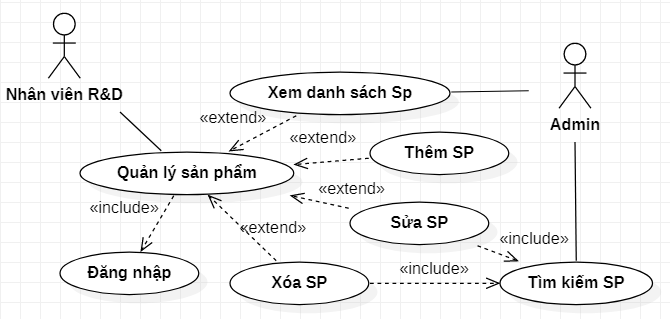 Nhân viên R&D
Xem danh sách Sp
Admin
«extend»
«extend»
Thêm SP
Quản lý sản phẩm
«extend»
«include»
Sửa SP
«extend»
«include»
Đăng nhập
Xóa SP
«include»
Tìm kiếm SP